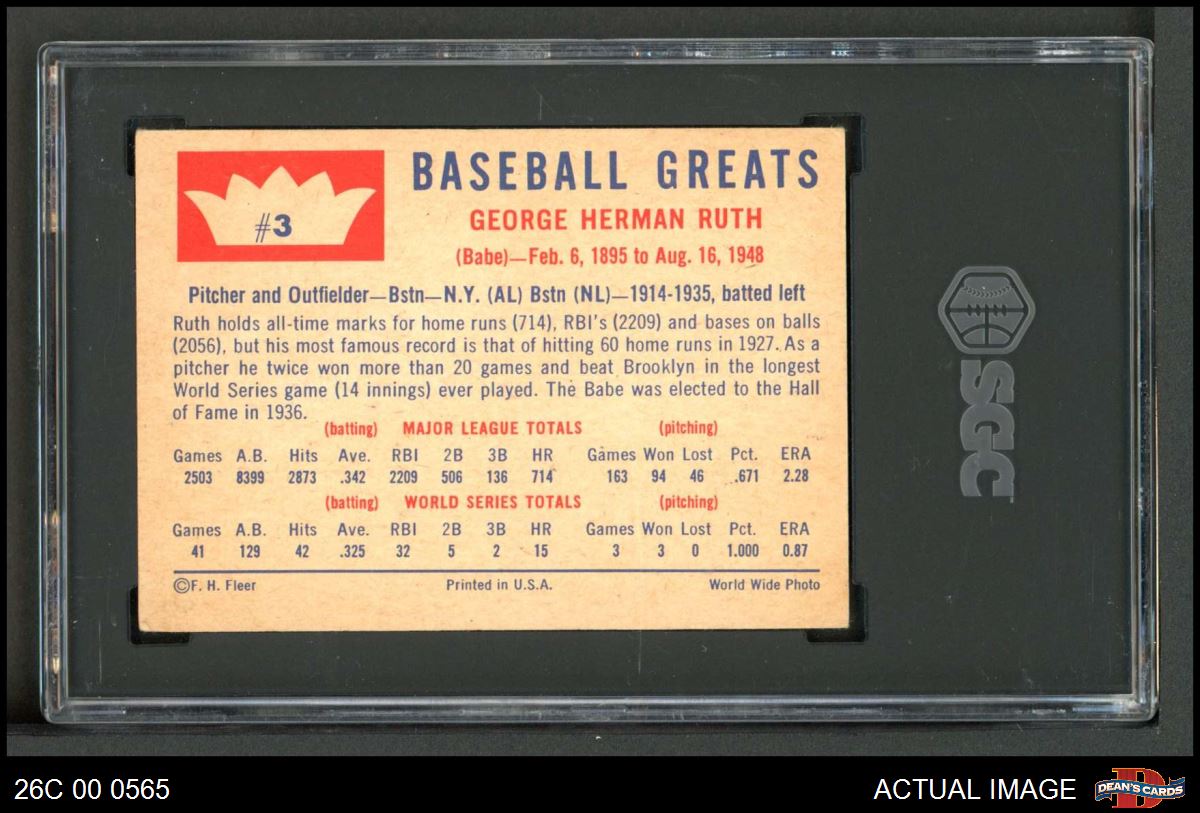 BASEBALL GREATS
#3
GEORGE HERMAN RUTH
(Babe)—Feb. 6, 1895 to Aug. 16, 1948
Pitcher and Outfielder—Bstn—N.Y. (AL) Bstn (NL)—1914-1935, batted left
Ruth holds all-time marks for home runs (714), RBI's (2209) and bases on balls
(2056), but his most famous record is that of hitting 60 home runs in 1927. As a
pitcher he twice won more than 20 games and beat Brooklyn in the longest
World Series game (14 innings) ever played. The Babe was elected to the Hall
of Fame in 1936.
(batting) MAJOR LEAGUE TOTALS (pitching)
Games A.B. Hits Ave. RBI 2B 3B HR Games Won Lost Pct. ERA
2503 8399 2873 .342 2209 506 136 714 163 94 46 .671 2.28
(batting) WORLD SERIES TOTALS (pitching)
Games A.B. Hits Ave. RBI 2B 3B HR Games Won Lost Pct. ERA
41 129 42 .325 32 5 2 15 3 3 0 1.000 0.87
©F. H. Fleer Printed in U.S.A. World Wide Photo
SGC
26C 00 0565 ACTUAL IMAGE DEAN'S CARDS